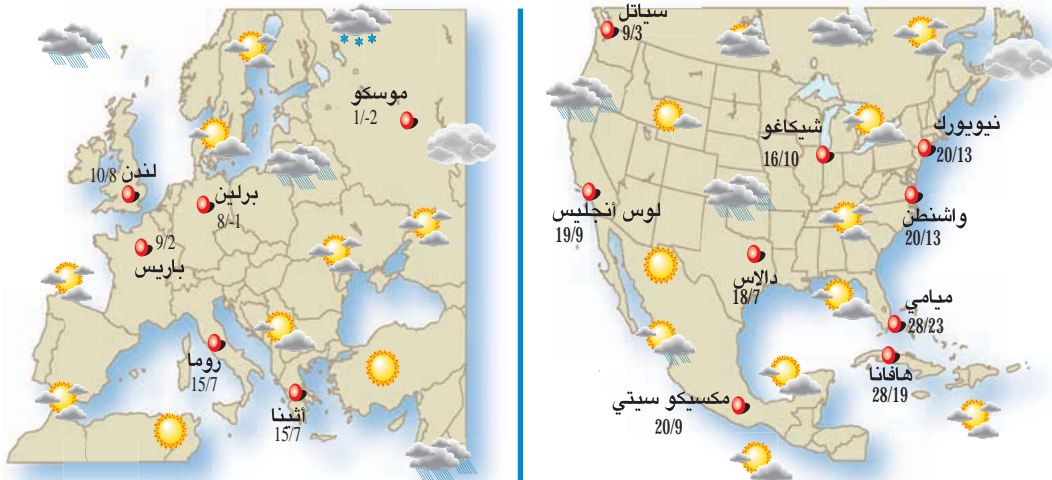 موسكو
1/-2
لندن
10/8
برلين
8/-1
9/2
باريس
روما
15/7
أثينا
15/7
سياتل
9/3
شيكاغو
16/10
نيويورك
20/13
لوس أنجليس
19/9
واشنطن
20/13
دالاس
18/7
ميامي
28/23
هافانا
28/19
مكسيكو سيتي
20/9